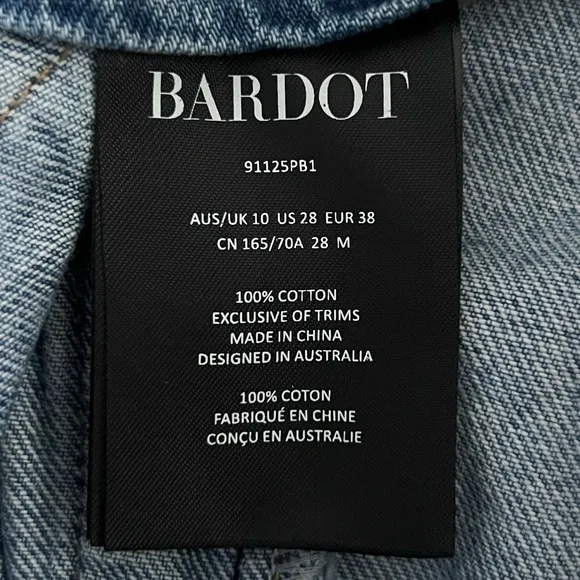 BARDOT
91125PB1
AUS/UK 10 US 28 EUR 38
CN 165/70A 28 M
100% COTTON
EXCLUSIVE OF TRIMS
MADE IN CHINA
DESIGNED IN AUSTRALIA
100% COTON
FABRIQUÉ EN CHINE
CONÇU EN AUSTRALIE